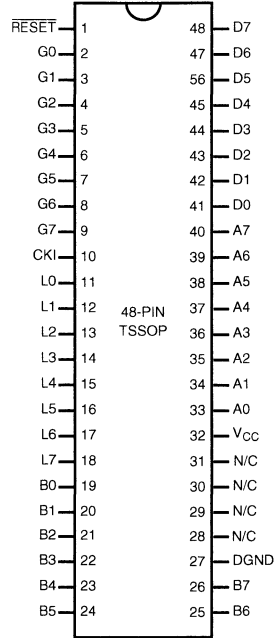 RESET 1 48 D7
G0 2 47 D6
G1 3 56 D5
G2 4 45 D4
G3 5 44 D3
G4 6 43 D2
G5 7 42 D1
G6 8 41 D0
G7 9 40 A7
CKI 10 39 A6
L0 11 38 A5
L1 12 48-PIN 37 A4
L2 13 TSSOP 36 A3
L3 14 35 A2
L4 15 34 A1
L5 16 33 A0
L6 17 32 VCC
L7 18 31 N/C
B0 19 30 N/C
B1 20 29 N/C
B2 21 28 N/C
B3 22 27 DGND
B4 23 26 B7
B5 24 25 B6